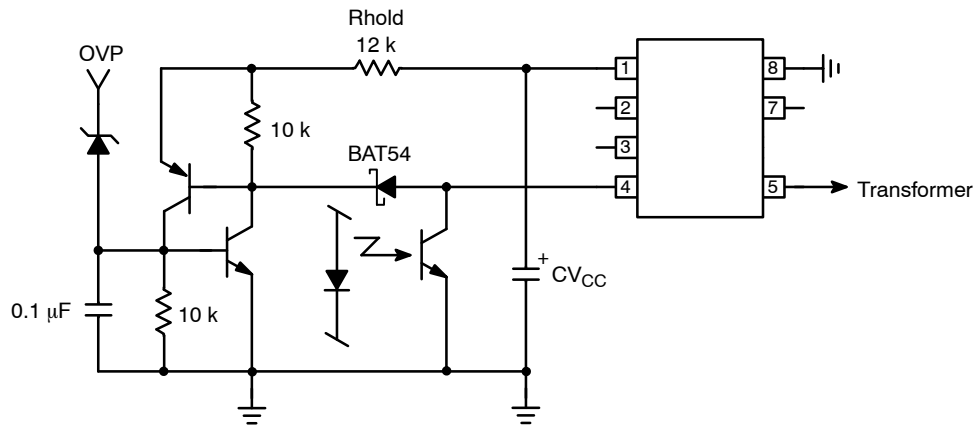 Rhold
12 k
OVP
1
8
2
7
10 k
3
BAT54
4
5
Transformer
+
CVCC
0.1 μF
10 k